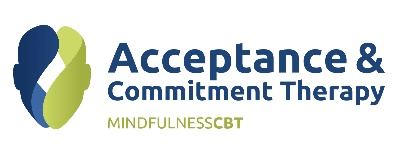 Acceptance &
Commitment Therapy
MINDFULNESSCBT